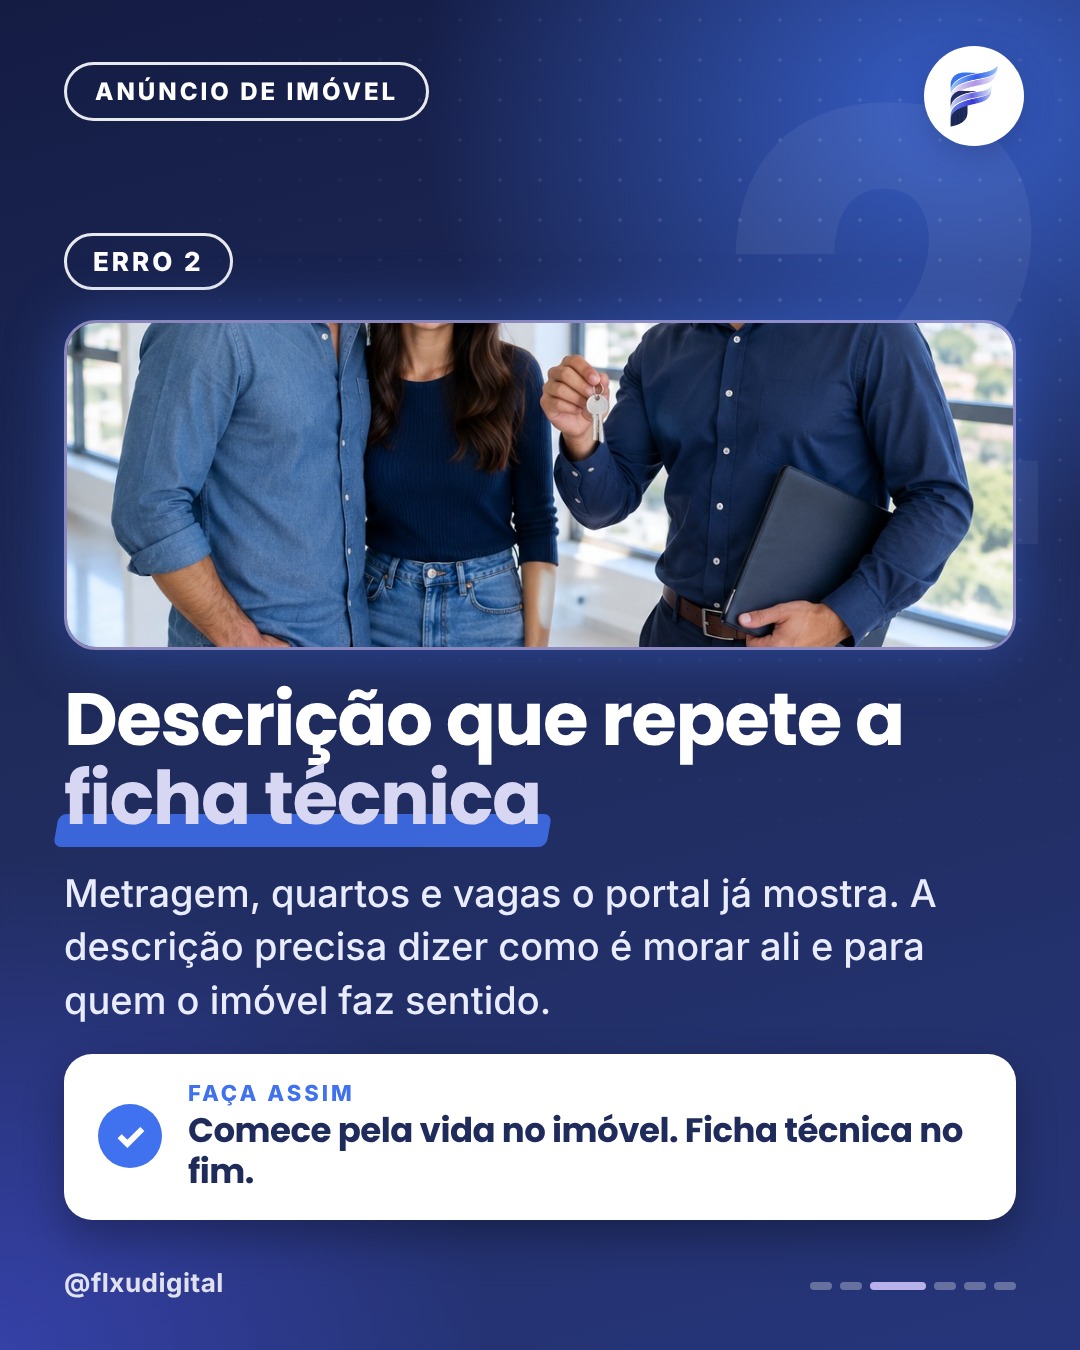 ANÚNCIO DE IMÓVEL
ERRO 2
2
Descrição que repete a
ficha técnica
Metragem, quartos e vagas o portal já mostra. A
descrição precisa dizer como é morar ali e para
quem o imóvel faz sentido.
FAÇA ASSIM
Comece pela vida no imóvel. Ficha técnica no
fim.
@flxudigital